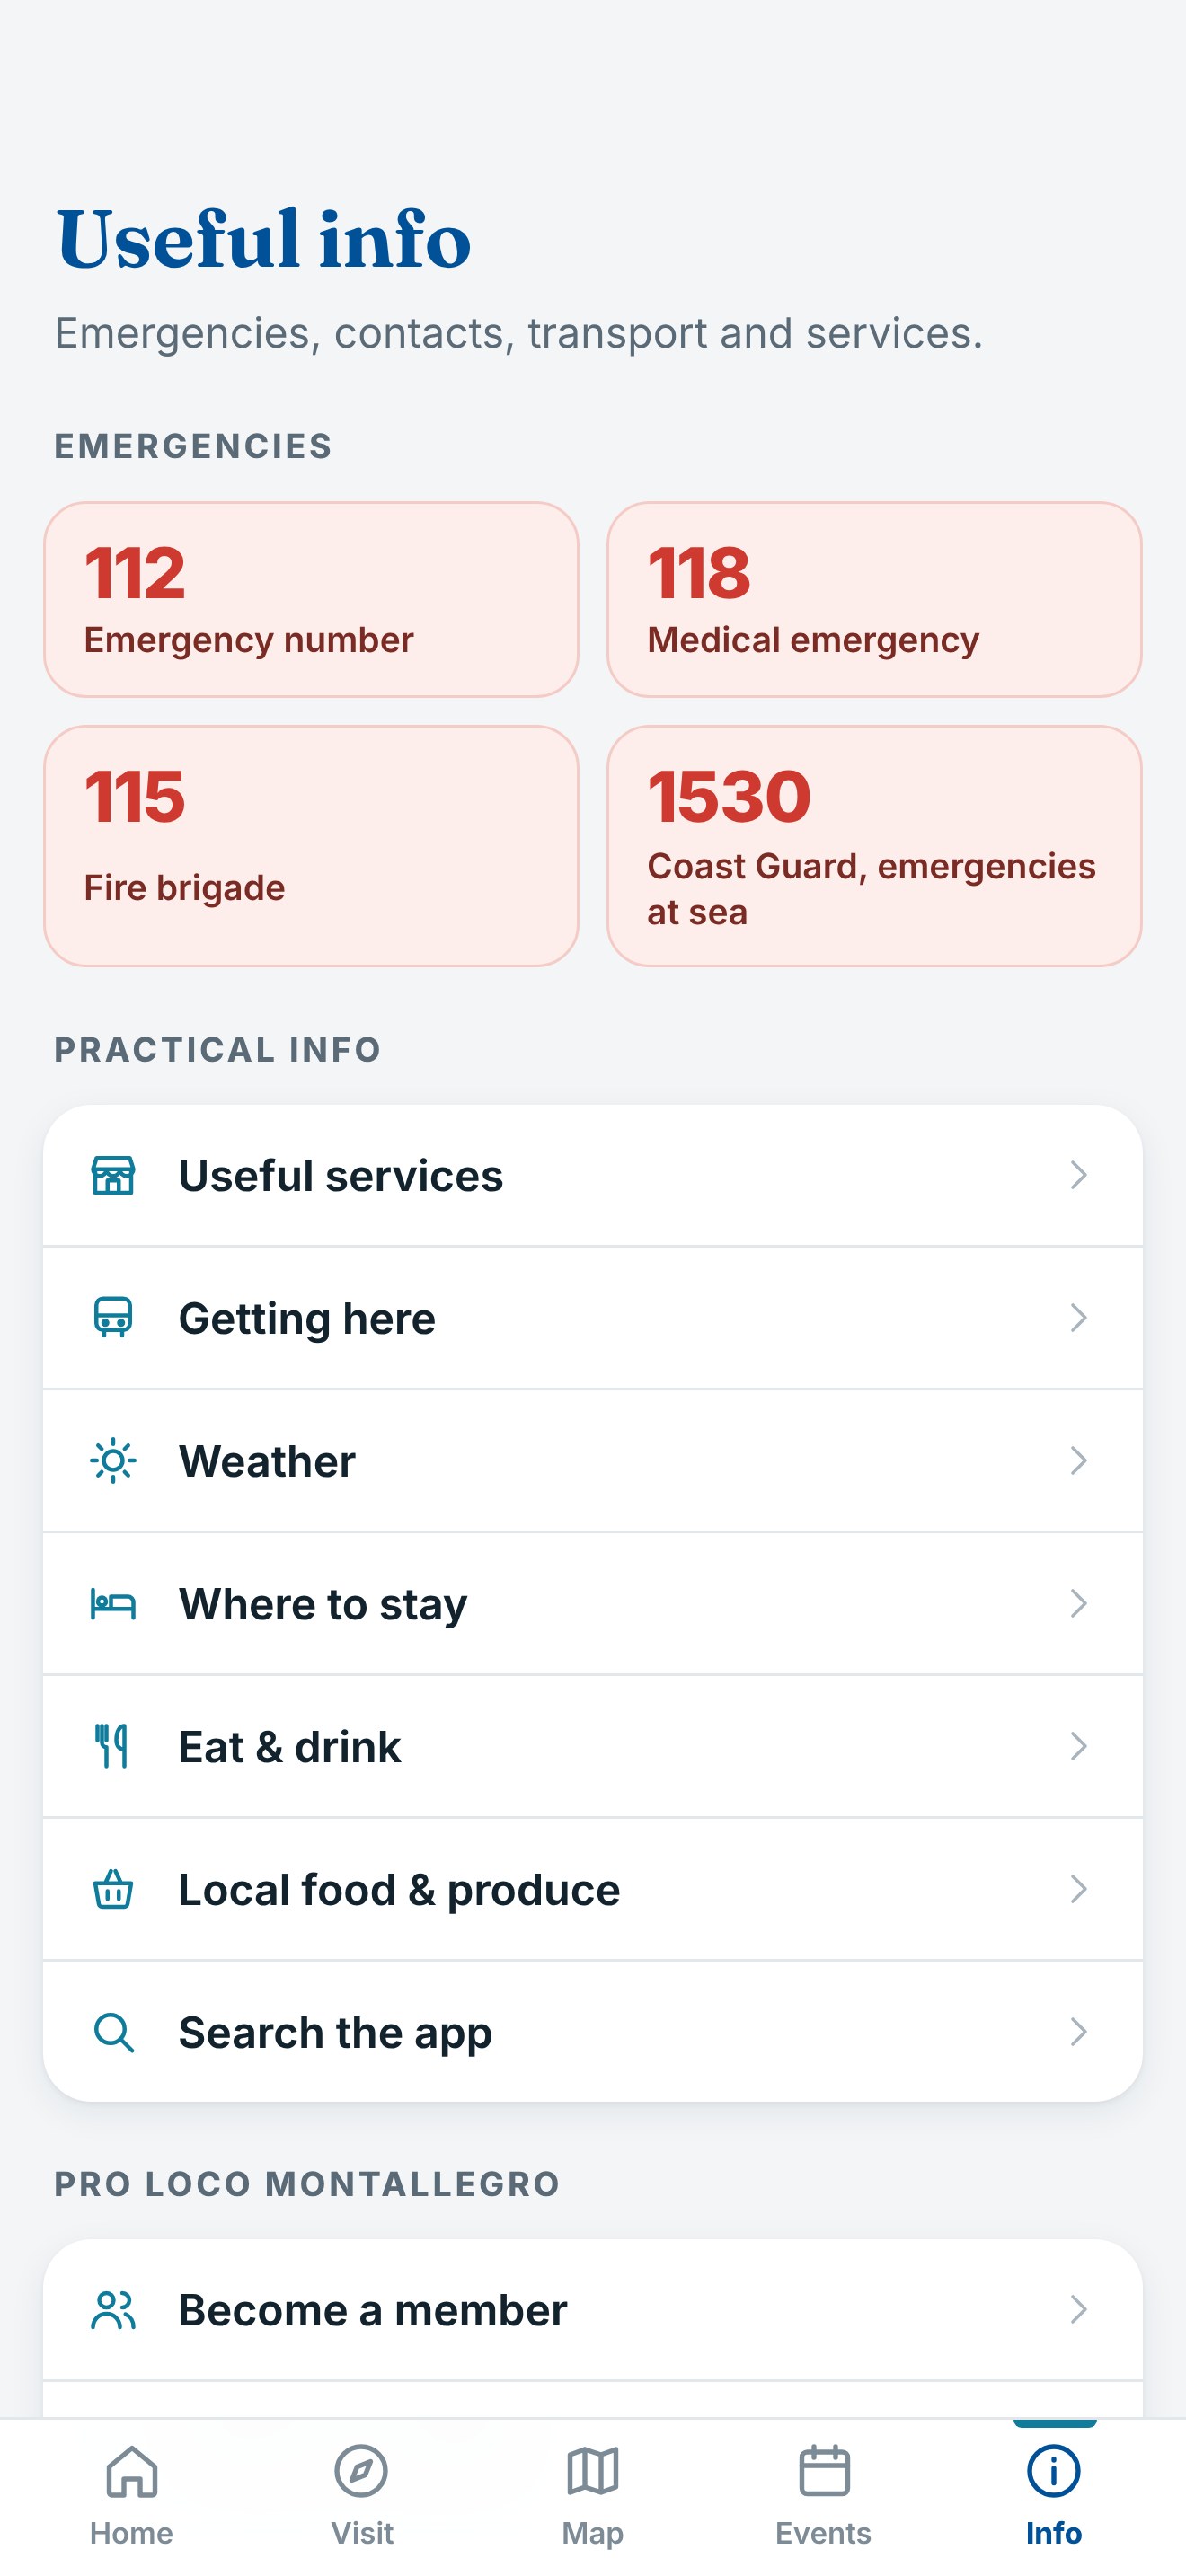 Useful info
Emergencies, contacts, transport and services.
EMERGENCIES
112
Emergency number
118
Medical emergency
115
Fire brigade
1530
Coast Guard, emergencies
at sea
PRACTICAL INFO
Useful services
Getting here
Weather
Where to stay
Eat & drink
Local food & produce
Search the app
PRO LOCO MONTALLEGRO
Become a member
Home
Visit
Map
Events
Info